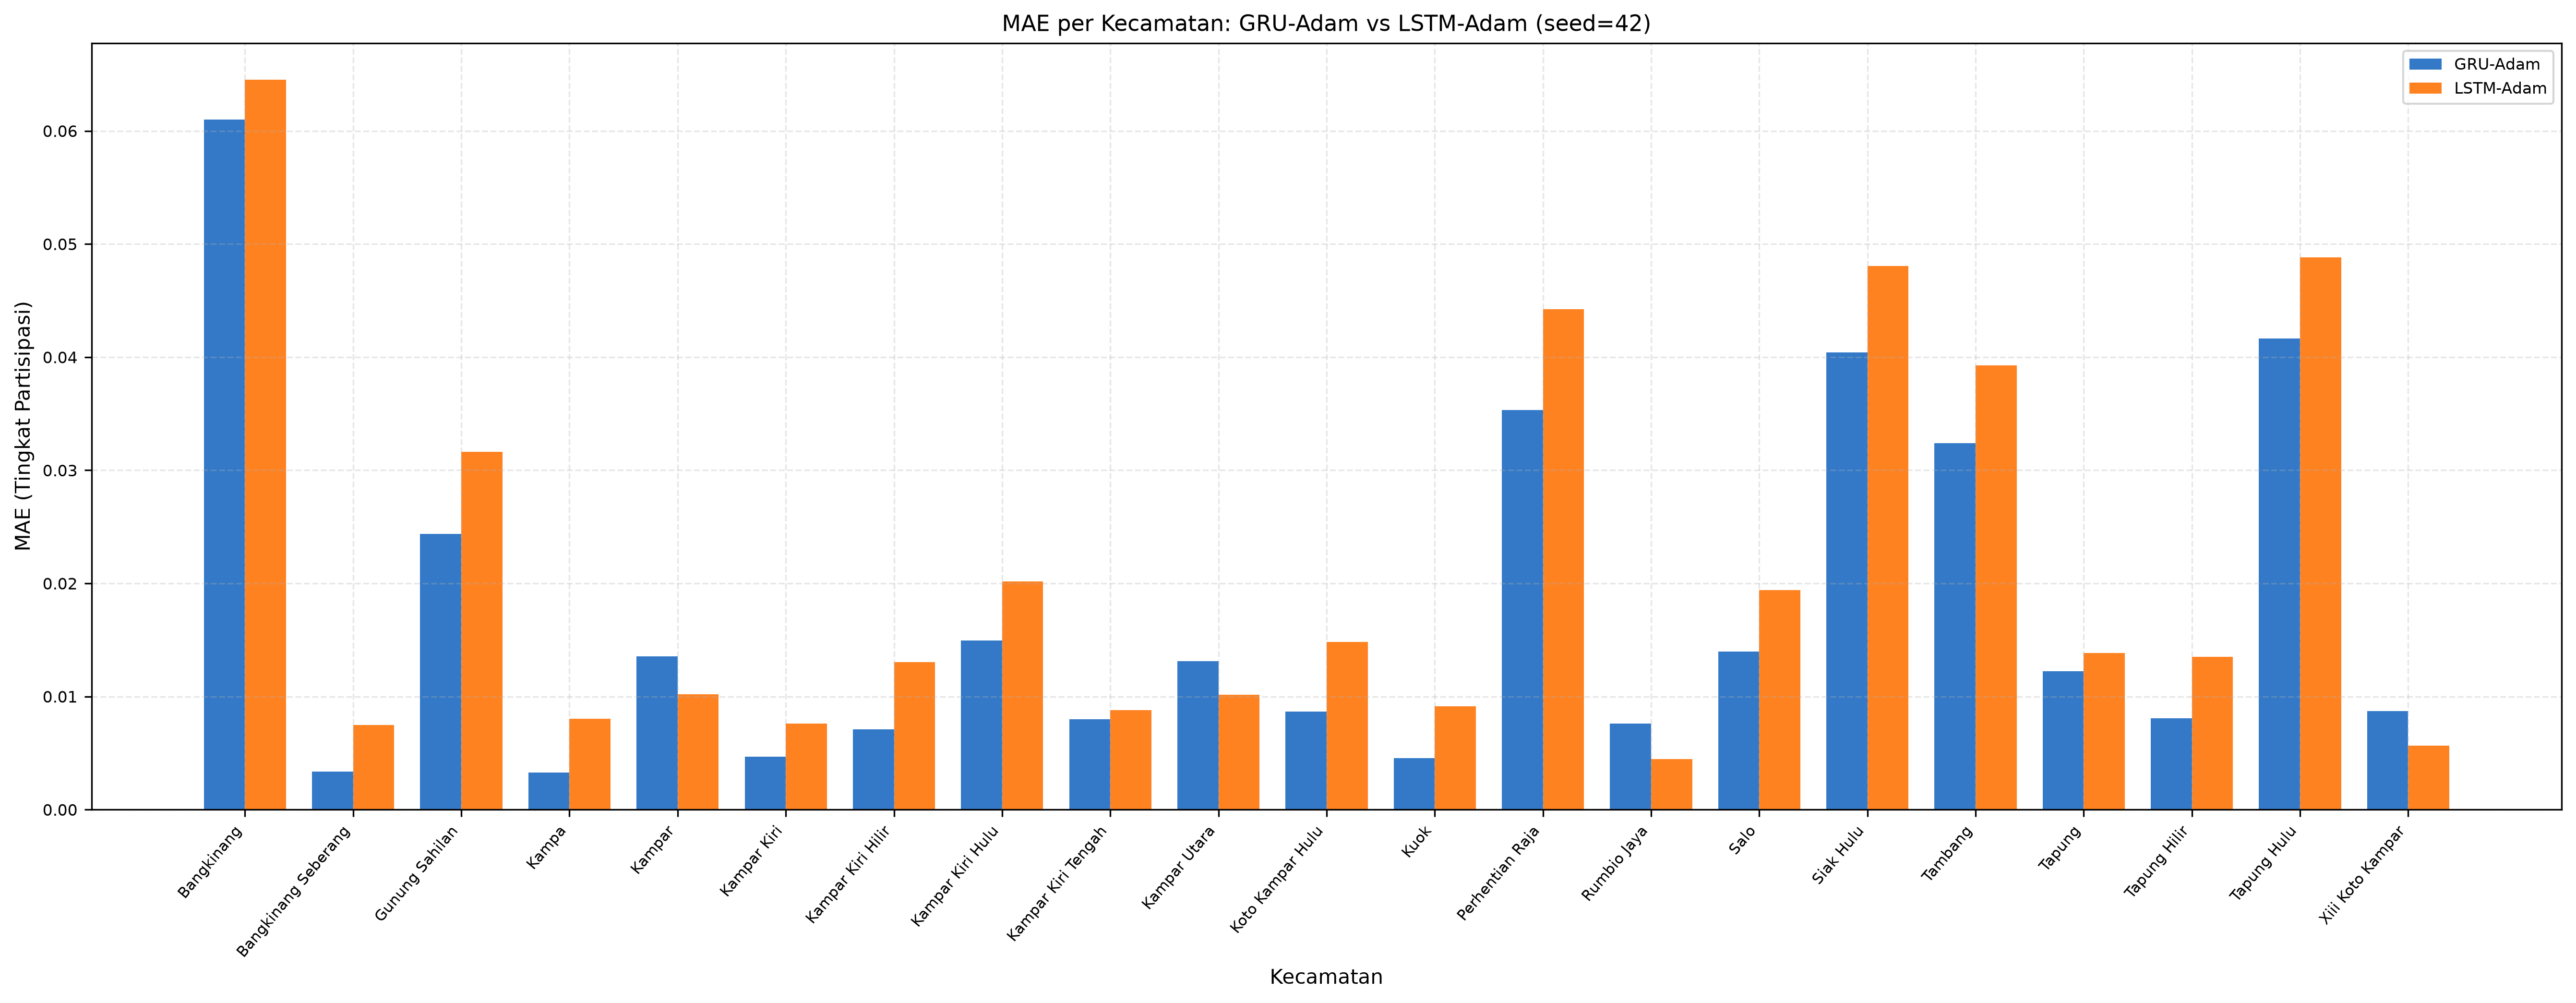 MAE per Kecamatan: GRU-Adam vs LSTM-Adam (seed=42)
GRU-Adam
LSTM-Adam
MAE (Tingkat Partisipasi)
0.06
0.05
0.04
0.03
0.02
0.01
0.00
Bangkinang
Bangkinang Seberang
Gunung Sahilan
Kampa
Kampar
Kampar Kiri
Kampar Kiri Hilir
Kampar Kiri Hulu
Kampar Kiri Tengah
Kampar Utara
Koto Kampar Hulu
Kuok
Perhentian Raja
Rumbio Jaya
Salo
Siak Hulu
Tambang
Tapung
Tapung Hilir
Tapung Hulu
Xiii Koto Kampar
Kecamatan